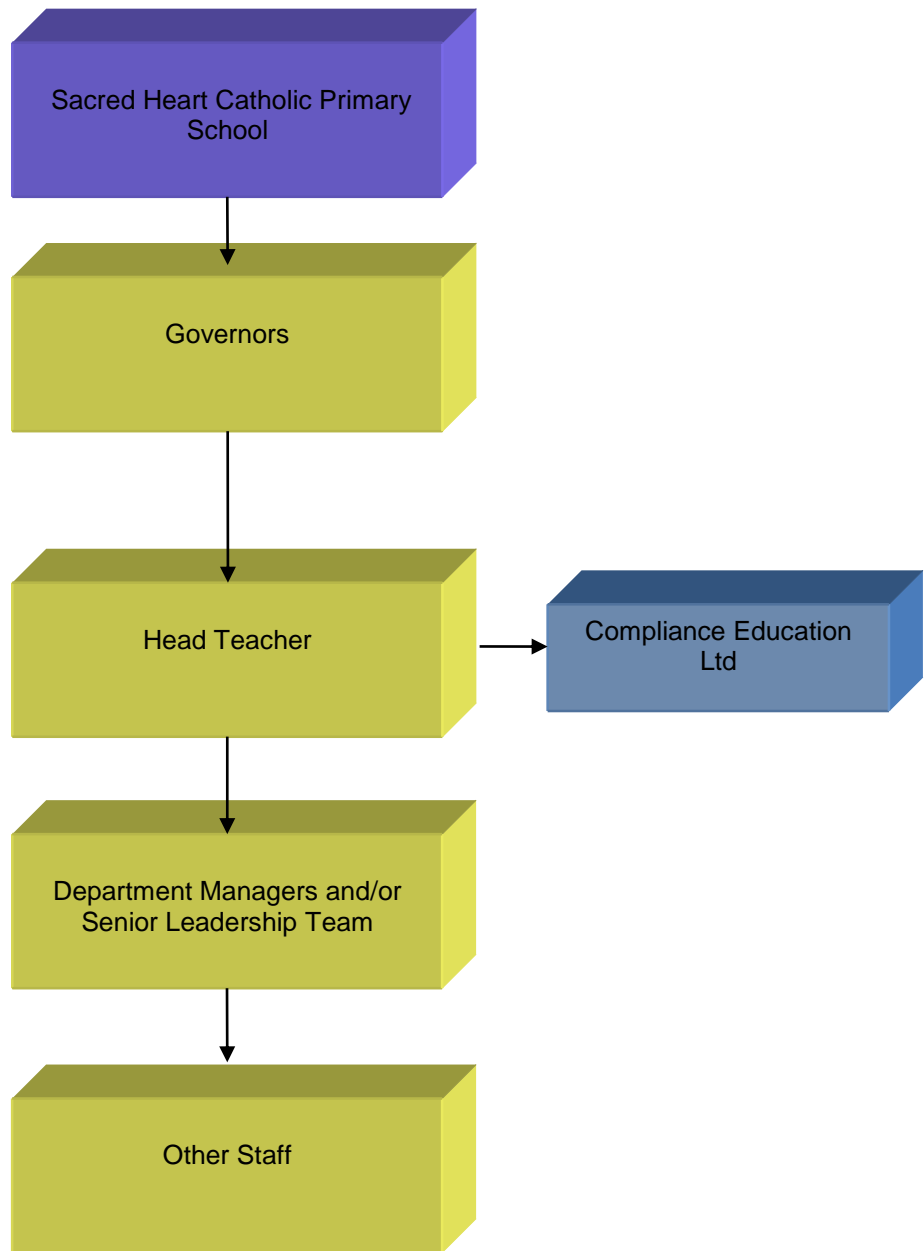 Sacred Heart Catholic Primary
School
Governors
Head Teacher
Compliance Education
Ltd
Department Managers and/or
Senior Leadership Team
Other Staff